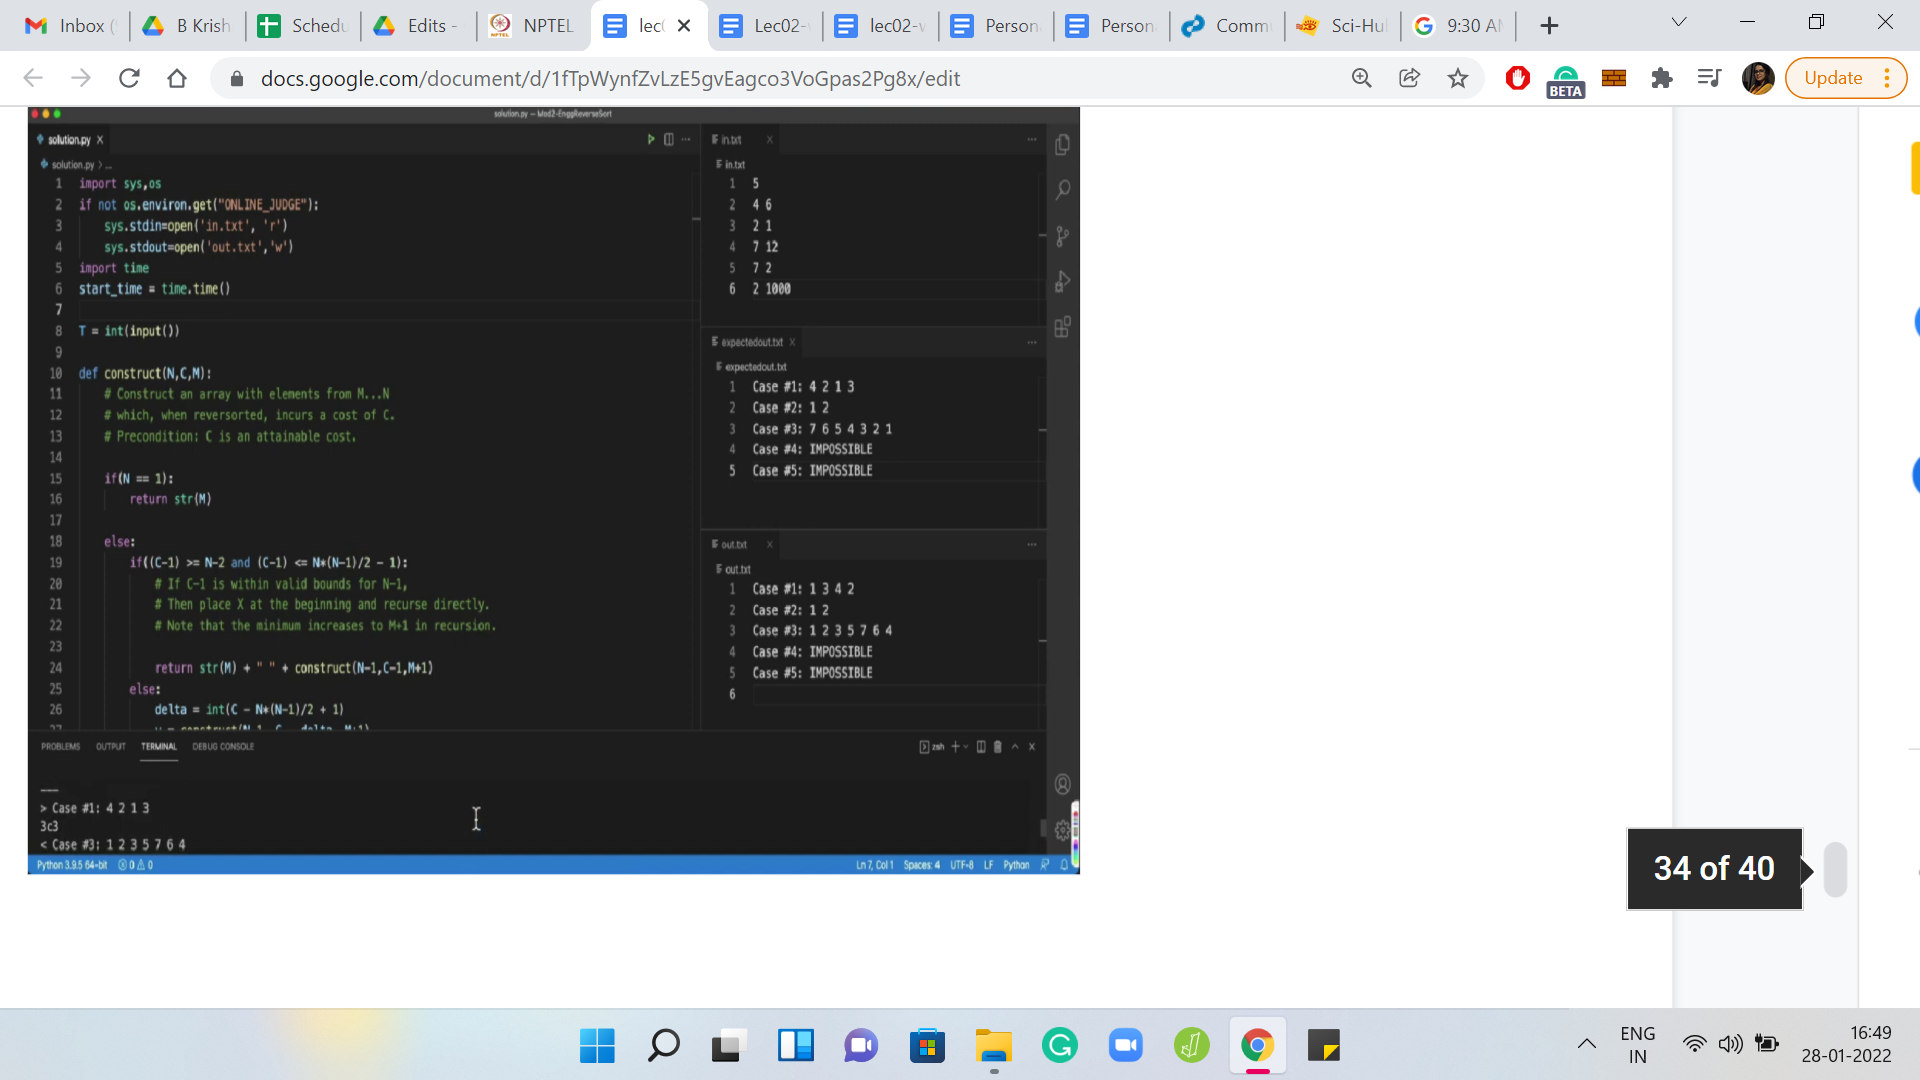 Inbox (
B Krish
Schedu
Edits -
NPTEL
lec
Lec02-
lec02-v
Person
Person
Comm
Sci-Hu
9:30 A
docs.google.com/document/d/1fTpWynfZvLzE5gvEagco3VoGpas2Pg8x/edit
BETA
Update
solution.py — Mod2-EnggReverseSort
solution.py
solution.py > ...
1 import sys,os
2 if not os.environ.get("ONLINE_JUDGE"):
3 sys.stdin=open('in.txt', 'r')
4 sys.stdout=open('out.txt','w')
5 import time
6 start_time = time.time()
7
8 T = int(input())
9
10 def construct(N,C,M):
11 # Construct an array with elements from M...N
12 # which, when reversorted, incurs a cost of C.
13 # Precondition: C is an attainable cost.
14
15 if(N == 1):
16 return str(M)
17
18 else:
19 if((C-1) >= N-2 and (C-1) <= N*(N-1)/2 - 1):
20 # If C-1 is within valid bounds for N-1,
21 # Then place X at the beginning and recurse directly.
22 # Note that the minimum increases to M+1 in recursion.
23
24 return str(M) + " " + construct(N-1,C-1,M+1)
25 else:
26 delta = int(C - N*(N-1)/2 + 1)
in.txt
in.txt
1 5
2 4 6
3 2 1
4 7 12
5 7 2
6 2 1000
expectedout.txt
expectedout.txt
1 Case #1: 4 2 1 3
2 Case #2: 1 2
3 Case #3: 7 6 5 4 3 2 1
4 Case #4: IMPOSSIBLE
5 Case #5: IMPOSSIBLE
out.txt
out.txt
1 Case #1: 1 3 4 2
2 Case #2: 1 2
3 Case #3: 1 2 3 5 7 6 4
4 Case #4: IMPOSSIBLE
5 Case #5: IMPOSSIBLE
6
PROBLEMS OUTPUT TERMINAL DEBUG CONSOLE
zsh
---
> Case #1: 4 2 1 3
3c3
< Case #3: 1 2 3 5 7 6 4
Python 3.9.5 64-bit 0 0
Ln 7, Col 1 Spaces: 4 UTF-8 LF Python
34 of 40
ENG
IN
16:49
28-01-2022